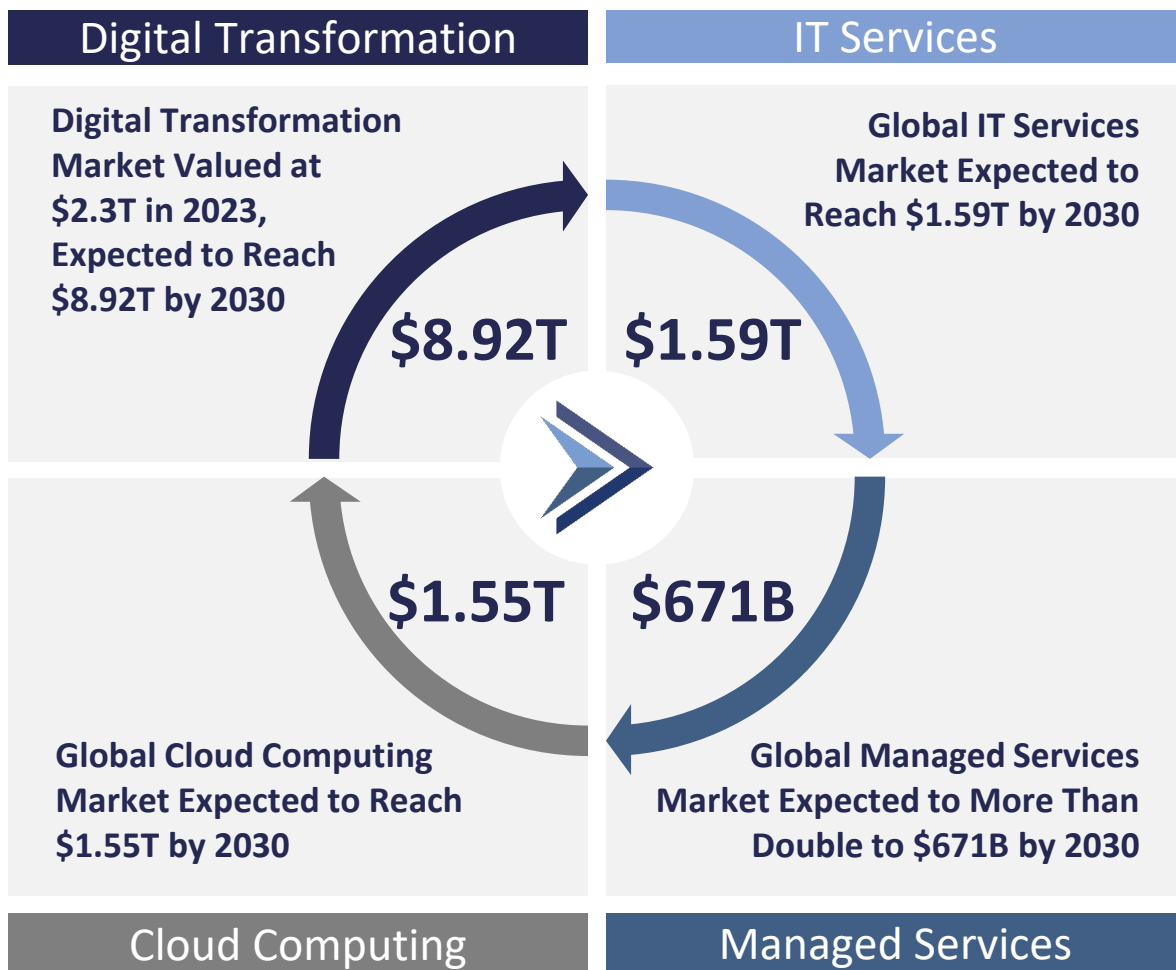 Digital Transformation
IT Services
Digital Transformation
Market Valued at
$2.3T in 2023,
Expected to Reach
$8.92T by 2030
Global IT Services
Market Expected to
Reach $1.59T by 2030
$8.92T
$1.59T
$1.55T
$671B
Global Cloud Computing
Market Expected to Reach
$1.55T by 2030
Global Managed Services
Market Expected to More Than
Double to $671B by 2030
Cloud Computing
Managed Services